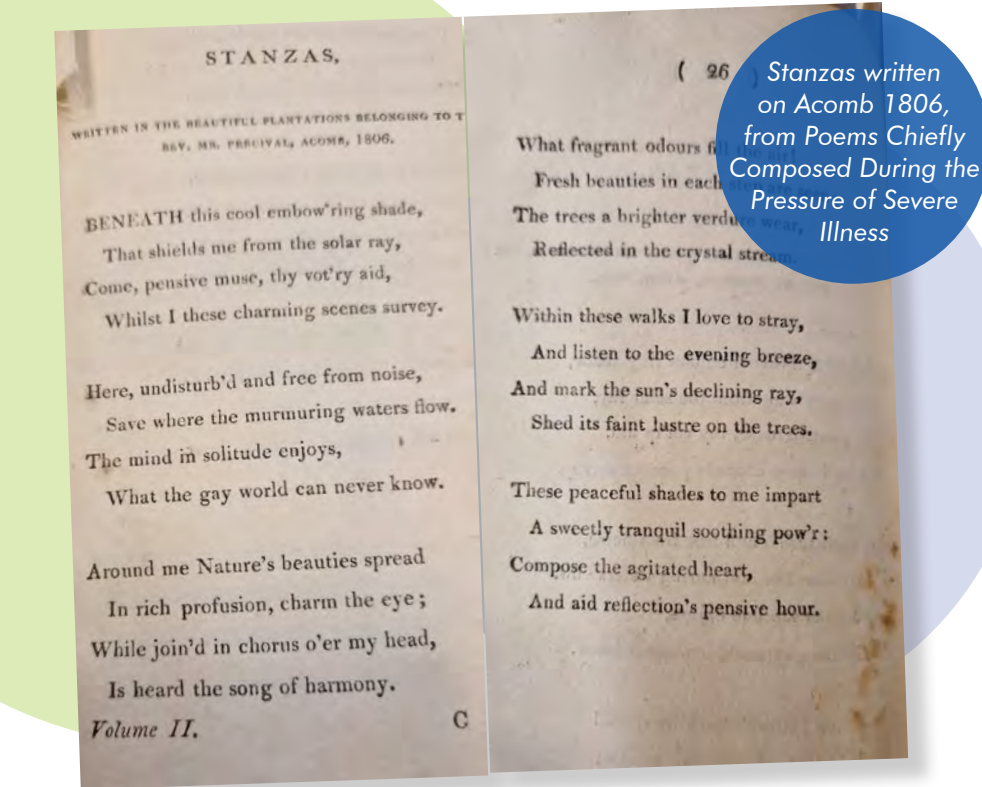 STANZAS,
WRITTEN IN THE BEAUTIFUL PLANTATIONS BELONGING TO T
REV. MR. PERCIVAL, ACOMB, 1806.
BENEATH this cool embow'ring shade,
That shields me from the solar ray,
Come, pensive muse, thy vot'ry aid,
Whilst I these charming scenes survey.
Here, undisturb'd and free from noise,
Save where the murmuring waters flow.
The mind in solitude enjoys,
What the gay world can never know.
Around me Nature's beauties spread
In rich profusion, charm the eye;
While join'd in chorus o'er my head,
Is heard the song of harmony.
Volume II. C
( 26 )
What fragrant odours fill the air!
Fresh beauties in each step are seen
The trees a brighter verdure wear,
Reflected in the crystal stream.
Within these walks I love to stray,
And listen to the evening breeze,
And mark the sun's declining ray,
Shed its faint lustre on the trees.
These peaceful shades to me impart
A sweetly tranquil soothing pow'r:
Compose the agitated heart,
And aid reflection's pensive hour.
Stanzas written
on Acomb 1806,
from Poems Chiefly
Composed During the
Pressure of Severe
Illness